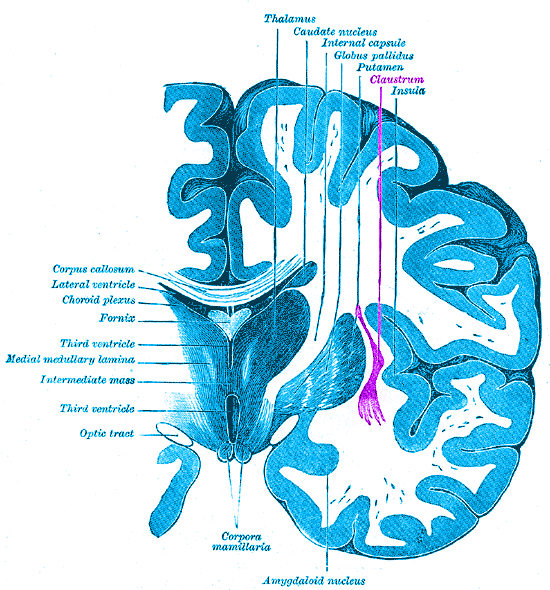 Thalamus
Caudate nucleus
Internal capsule
Globus pallidus
Putamen
Claustrum
Insula
Corpus callosum
Lateral ventricle
Choroid plexus
Fornix
Third ventricle
Medial medullary lamina
Intermediate mass
Third ventricle
Optic tract
Corpora
mamillaria
Amygdaloid nucleus